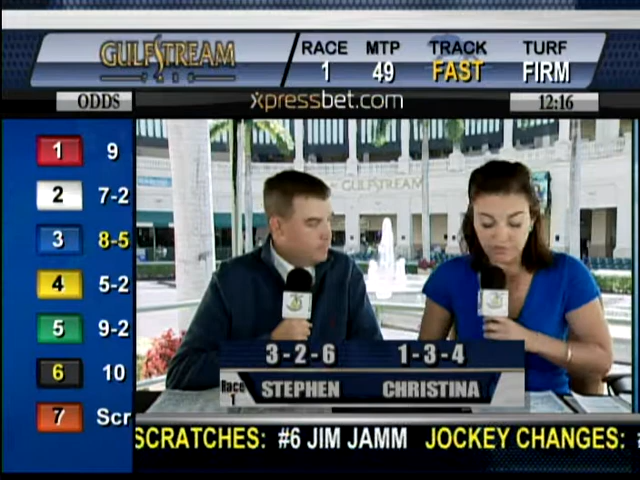 GULFSTREAM
PARK
RACE MTP TRACK TURF
1 49 FAST FIRM
ODDS xpressbet.com 12:16
1 9
2 7-2
3 8-5
4 5-2
5 9-2
6 10
7 Scr
GULFSTREAM
3-2-6 1-3-4
Race 1 STEPHEN CHRISTINA
SCRATCHES: #6 JIM JAMM JOCKEY CHANGES: